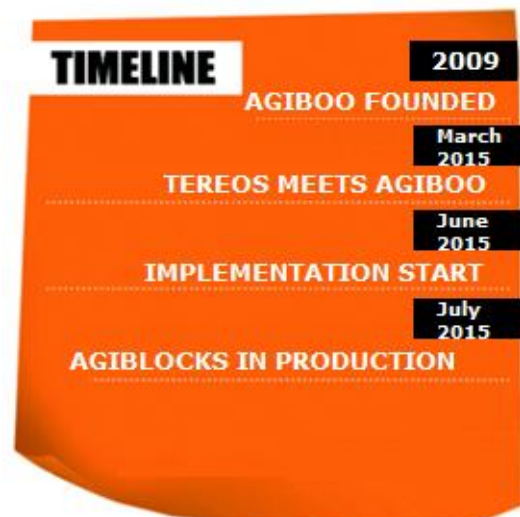 TIMELINE
2009
AGIBOO FOUNDED
March
2015
TEREOS MEETS AGIBOO
June
2015
IMPLEMENTATION START
July
2015
AGIBLOCKS IN PRODUCTION